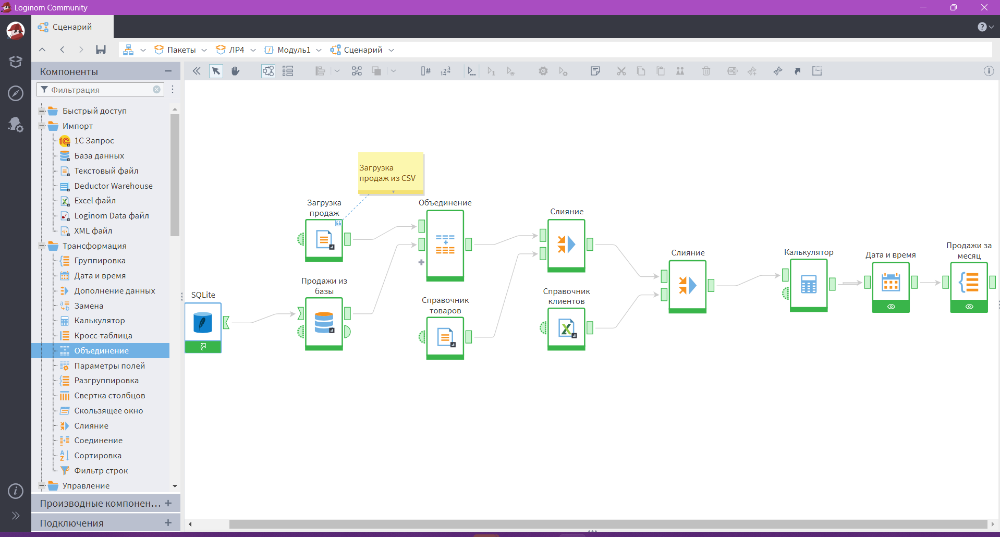 Loginom Community
Сценарий
Пакеты
ЛР4
Модуль1
Сценарий
Компоненты
Фильтрация
Быстрый доступ
Импорт
1С Запрос
База данных
Текстовый файл
Deductor Warehouse
Excel файл
Loginom Data файл
XML файл
Трансформация
Группировка
Дата и время
Дополнение данных
Замена
Калькулятор
Кросс-таблица
Объединение
Параметры полей
Разгруппировка
Свертка столбцов
Скользящее окно
Слияние
Соединение
Сортировка
Фильтр строк
Управление
Производные компонен...
Подключения
Загрузка
продаж из CSV
Загрузка
продаж
Объединение
Слияние
Продажи за
месяц
Слияние
Калькулятор
Дата и время
Продажи из
базы
SQLite
Справочник
клиентов
Справочник
товаров